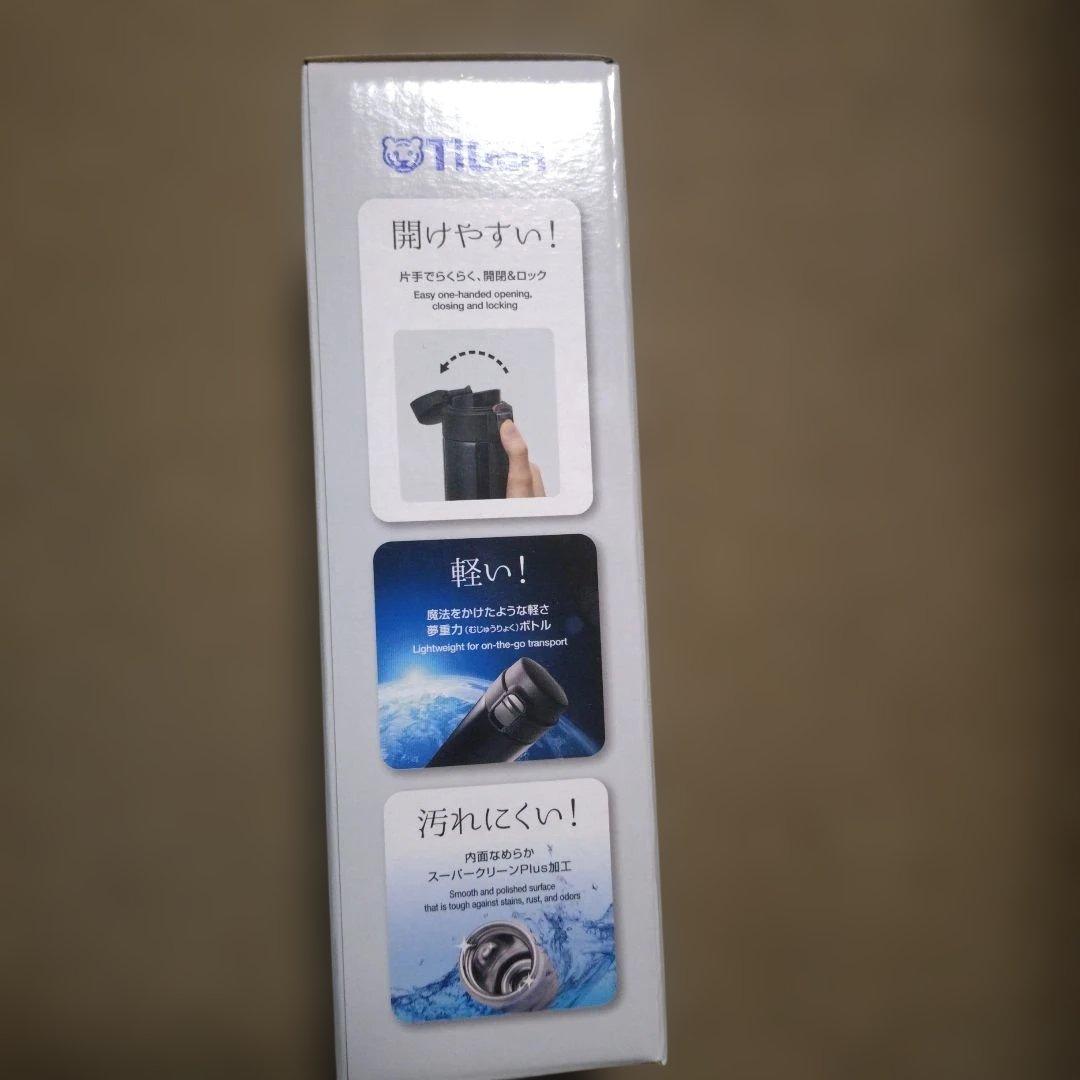 開けやすい!
片手でらくらく、開閉&ロック
Easy one-handed opening,
closing and locking
軽い!
魔法をかけたような軽さ
夢重力(むじゅうりょく)ボトル
Lightweight for on-the-go transport
汚れにくい!
内面なめらか
スーパークリーンPlus加工
Smooth and polished surface
that is tough against stains, rust, and odors